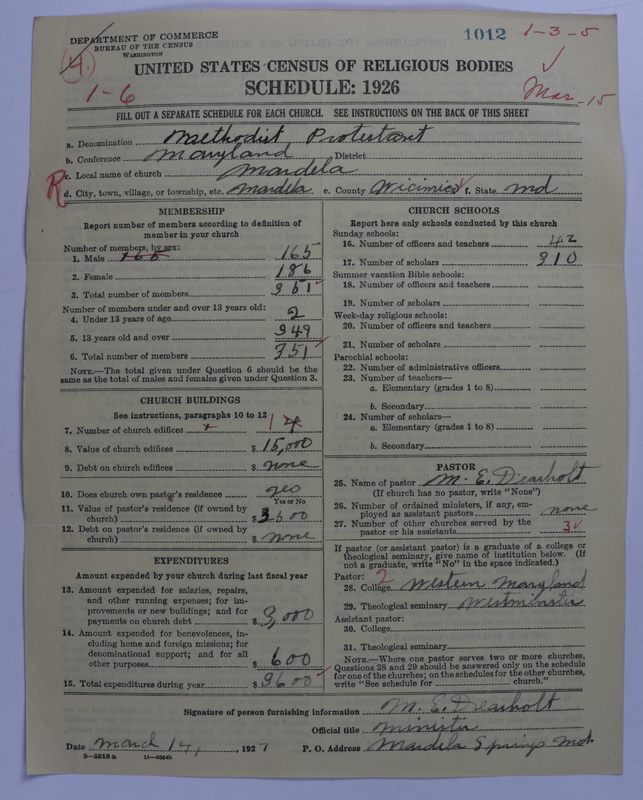 DEPARTMENT OF COMMERCE
BUREAU OF THE CENSUS
WASHINGTON
(4.)
1-6
1012
1-3-5
Mar-15
UNITED STATES CENSUS OF RELIGIOUS BODIES
SCHEDULE: 1926
FILL OUT A SEPARATE SCHEDULE FOR EACH CHURCH. SEE INSTRUCTIONS ON THE BACK OF THIS SHEET
a. Denomination Methodist Protestant
b. Conference Maryland District
R c. Local name of church Mardela
d. City, town, village, or township, etc. Mardela e. County Wicimico f. State Md
MEMBERSHIP
Report number of members according to definition of
member in your church
Number of members, by sex:
1. Male 165 165
2. Female 186
3. Total number of members 351
Number of members under and over 13 years old:
4. Under 13 years of age 2
5. 13 years old and over 349
6. Total number of members 351
NOTE.—The total given under Question 6 should be the
same as the total of males and females given under Question 3.
CHURCH BUILDINGS
See instructions, paragraphs 10 to 12
7. Number of church edifices 1 4
8. Value of church edifices $ 15,000
9. Debt on church edifices $ none
10. Does church own pastor's residence yes
Yes or No
11. Value of pastor's residence (if owned by
church) $ 3500
12. Debt on pastor's residence (if owned by
church) $ none
EXPENDITURES
Amount expended by your church during last fiscal year
13. Amount expended for salaries, repairs,
and other running expenses; for im-
provements or new buildings; and for
payments on church debt $ 3,000
14. Amount expended for benevolences, in-
cluding home and foreign missions; for
denominational support; and for all
other purposes $ 600
15. Total expenditures during year $ 3600
CHURCH SCHOOLS
Report here only schools conducted by this church
Sunday schools:
16. Number of officers and teachers 42
17. Number of scholars 310
Summer vacation Bible schools:
18. Number of officers and teachers
19. Number of scholars
Week-day religious schools:
20. Number of officers and teachers
21. Number of scholars
Parochial schools:
22. Number of administrative officers
23. Number of teachers—
a. Elementary (grades 1 to 8)
b. Secondary
24. Number of scholars—
a. Elementary (grades 1 to 8)
b. Secondary
PASTOR
25. Name of pastor M. E. Dearholt
(If church has no pastor, write "None")
26. Number of ordained ministers, if any, em-
ployed as assistant pastors none
27. Number of other churches served by the
pastor or his assistants 3
If pastor (or assistant pastor) is a graduate of a college or
theological seminary, give name of institution below. (If
not a graduate, write "No" in the space indicated.)
Pastor:
28. College 2 Western Maryland
29. Theological seminary Westminster
Assistant pastor:
30. College
31. Theological seminary
NOTE.—Where one pastor serves two or more churches,
Questions 28 and 29 should be answered only on the schedule
for one of the churches; on the schedules for the other churches,
write "See schedule for church."
Signature of person furnishing information M. E. Dearholt
Official title Minister
Date March 14, , 1927 P. O. Address Mardela Springs Md.
8-5518 a